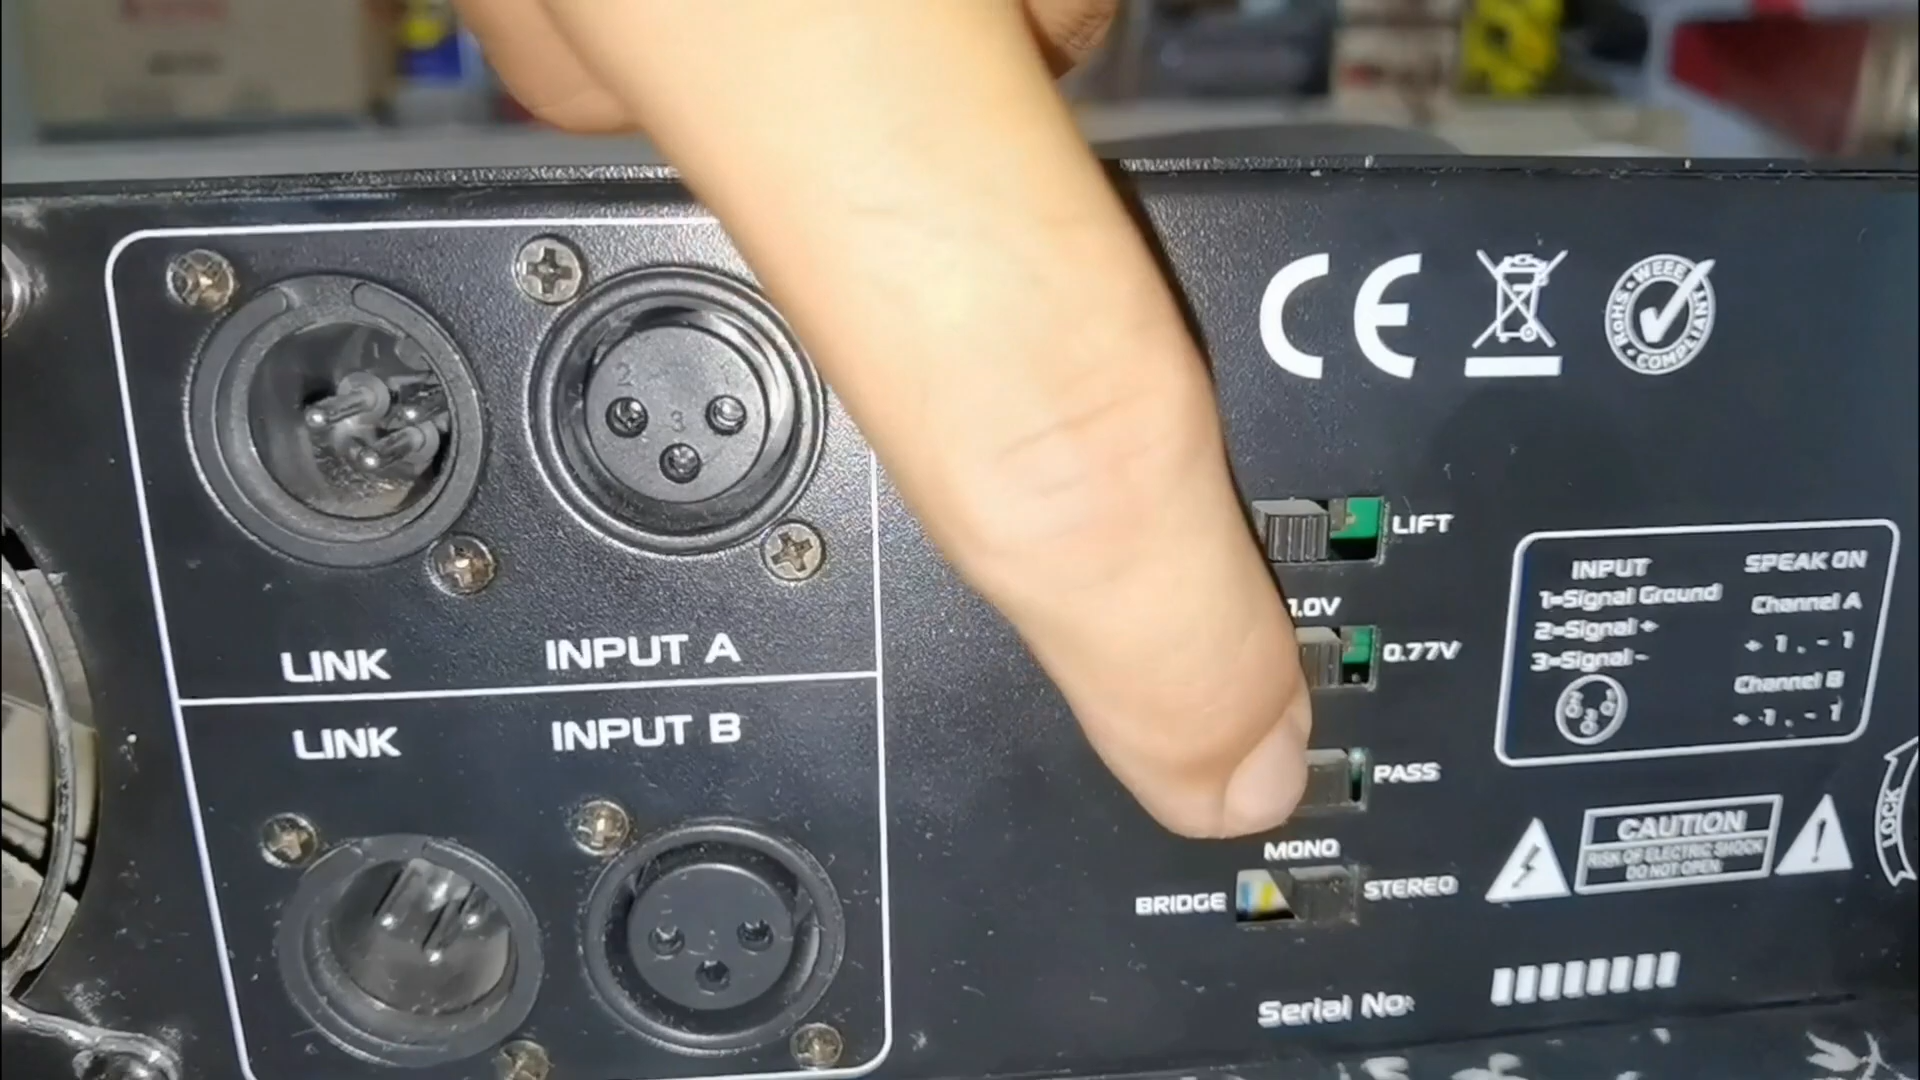 LINK
INPUT A
LINK
INPUT B
2
3
CE
WEEE
RoHS
COMPLIANT
LIFT
1.0V
0.77V
PASS
MONO
BRIDGE
STEREO
Serial No:
INPUT
1=Signal Ground
2=Signal +
3=Signal -
SPEAK ON
Channel A
+ 1 , - 1
Channel B
+ 1 , - 1
CAUTION
RISK OF ELECTRIC SHOCK
DO NOT OPEN
LOCK